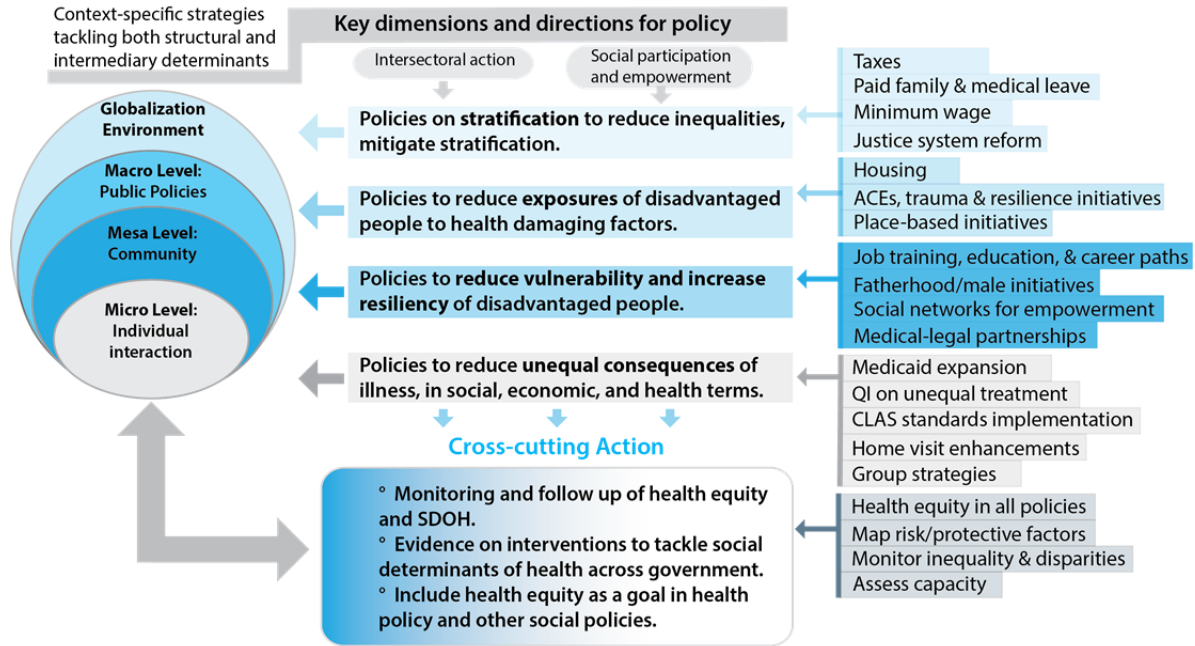 Context-specific strategies
tackling both structural and
intermediary determinants
Key dimensions and directions for policy
Intersectoral action
Social participation
and empowerment
Globalization
Environment
Macro Level:
Public Policies
Mesa Level:
Community
Micro Level:
Individual
interaction
Policies on stratification to reduce inequalities,
mitigate stratification.
Policies to reduce exposures of disadvantaged
people to health damaging factors.
Policies to reduce vulnerability and increase
resiliency of disadvantaged people.
Policies to reduce unequal consequences of
illness, in social, economic, and health terms.
Cross-cutting Action
° Monitoring and follow up of health equity
and SDOH.
° Evidence on interventions to tackle social
determinants of health across government.
° Include health equity as a goal in health
policy and other social policies.
Taxes
Paid family & medical leave
Minimum wage
Justice system reform
Housing
ACEs, trauma & resilience initiatives
Place-based initiatives
Job training, education, & career paths
Fatherhood/male initiatives
Social networks for empowerment
Medical-legal partnerships
Medicaid expansion
QI on unequal treatment
CLAS standards implementation
Home visit enhancements
Group strategies
Health equity in all policies
Map risk/protective factors
Monitor inequality & disparities
Assess capacity